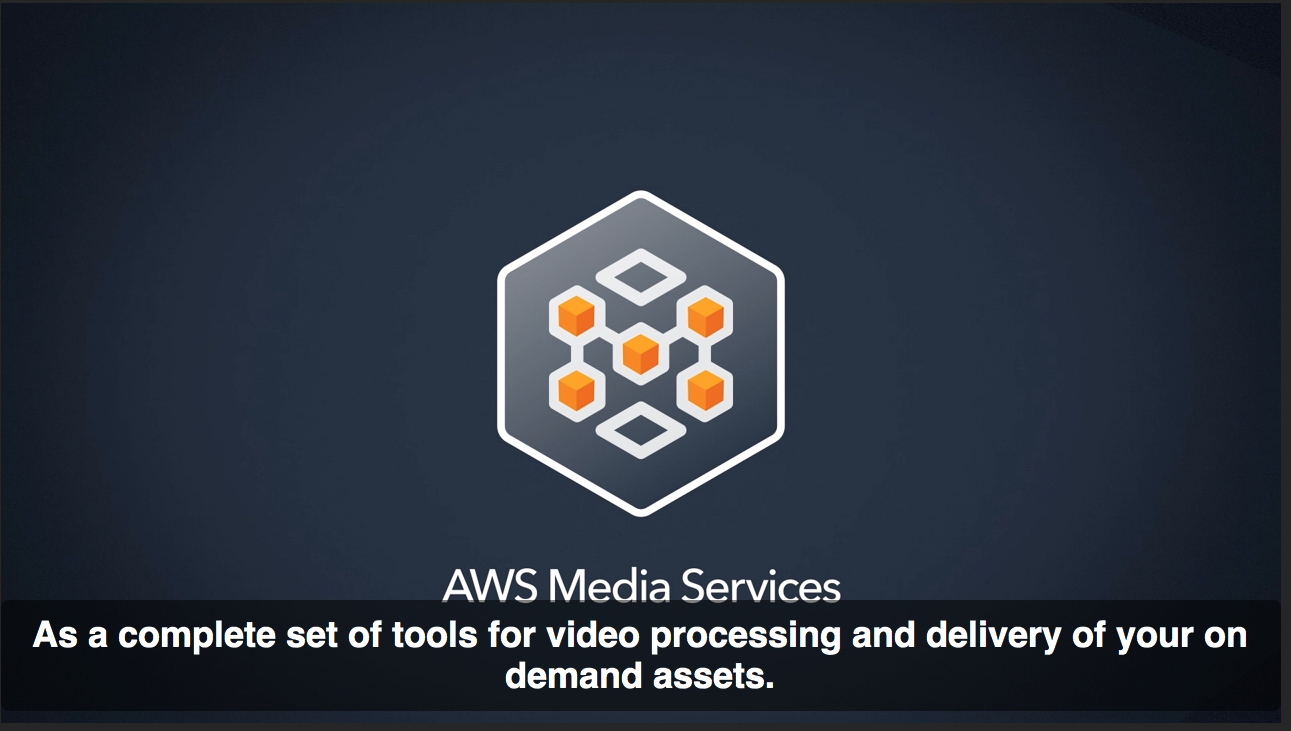 AWS Media Services
As a complete set of tools for video processing and delivery of your on
demand assets.